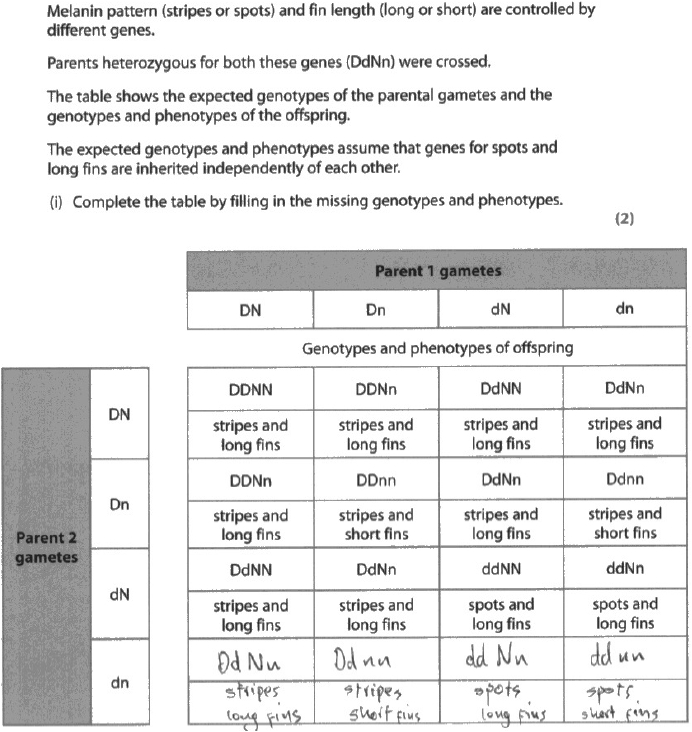 Melanin pattern (stripes or spots) and fin length (long or short) are controlled by
different genes.
Parents heterozygous for both these genes (DdNn) were crossed.
The table shows the expected genotypes of the parental gametes and the
genotypes and phenotypes of the offspring.
The expected genotypes and phenotypes assume that genes for spots and
long fins are inherited independently of each other.
(i) Complete the table by filling in the missing genotypes and phenotypes.
(2)
Parent 1 gametes
DN Dn dN dn
Genotypes and phenotypes of offspring
Parent 2
gametes
DN
DDNN DDNn DdNN DdNn
stripes and stripes and stripes and stripes and
long fins long fins long fins long fins
Dn
DDNn DDnn DdNn Ddnn
stripes and stripes and stripes and stripes and
long fins short fins long fins short fins
dN
DdNN DdNn ddNN ddNn
stripes and stripes and spots and spots and
long fins long fins long fins long fins
dn
Dd Nn Dd nn dd Nn dd nn
stripes stripes spots spots
long fins short fins long fins short fins